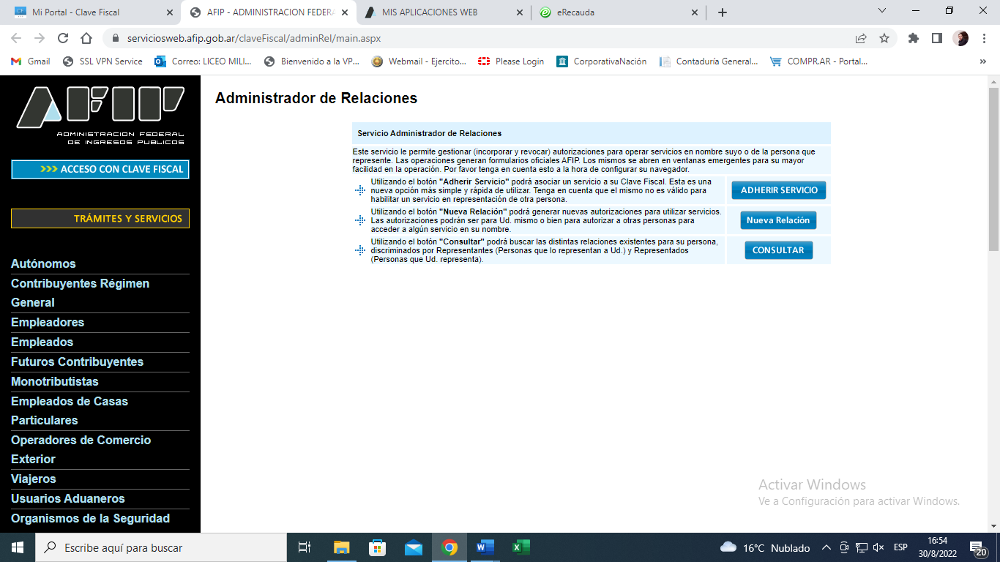 Mi Portal - Clave Fiscal
AFIP - ADMINISTRACION FEDERA
MIS APLICACIONES WEB
eRecauda
serviciosweb.afip.gob.ar/claveFiscal/adminRel/main.aspx
Gmail
SSL VPN Service
Correo: LICEO MILI...
Bienvenido a la VP...
Webmail - Ejercito...
Please Login
CorporativaNación
Contaduría General...
COMPR.AR - Portal...
»
AFIP
ADMINISTRACION FEDERAL
DE INGRESOS PUBLICOS
>>> ACCESO CON CLAVE FISCAL
TRÁMITES Y SERVICIOS
Autónomos
Contribuyentes Régimen
General
Empleadores
Empleados
Futuros Contribuyentes
Monotributistas
Empleados de Casas
Particulares
Operadores de Comercio
Exterior
Viajeros
Usuarios Aduaneros
Organismos de la Seguridad
Administrador de Relaciones
Servicio Administrador de Relaciones
Este servicio le permite gestionar (incorporar y revocar) autorizaciones para operar servicios en nombre suyo o de la persona que
represente. Las operaciones generan formularios oficiales AFIP. Los mismos se abren en ventanas emergentes para su mayor
facilidad en la operación. Por favor tenga en cuenta esto a la hora de configurar su navegador.
Utilizando el botón "Adherir Servicio" podrá asociar un servicio a su Clave Fiscal. Esta es una
nueva opción más simple y rápida de utilizar. Tenga en cuenta que el mismo no es válido para
habilitar un servicio en representación de otra persona.
ADHERIR SERVICIO
Utilizando el botón "Nueva Relación" podrá generar nuevas autorizaciones para utilizar servicios.
Las autorizaciones podrán ser para Ud. mismo o bien para autorizar a otras personas para
acceder a algún servicio en su nombre.
Nueva Relación
Utilizando el botón "Consultar" podrá buscar las distintas relaciones existentes para su persona,
discriminados por Representantes (Personas que lo representan a Ud.) y Representados
(Personas que Ud. representa).
CONSULTAR
Activar Windows
Ve a Configuración para activar Windows.
Escribe aquí para buscar
16°C Nublado
ESP
16:54
30/8/2022
20